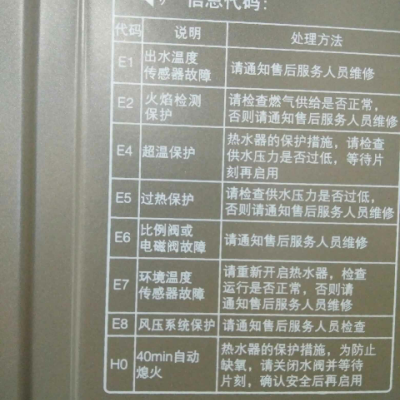 信息代码：
代码 说明 处理方法
E1 出水温度
传感器故障 请通知售后服务人员维修
E2 火焰检测
保护 请检查燃气供给是否正常，
否则请通知售后服务人员维修
E4 超温保护 热水器的保护措施，请检查
供水压力是否过低，等待片
刻再启用
E5 过热保护 请检查供水压力是否过低，
否则请通知售后服务人员维修
E6 比例阀或
电磁阀故障 请通知售后服务人员维修
E7 环境温度
传感器故障 请重新开启热水器，检查
运行是否正常，否则请
通知售后服务人员维修
E8 风压系统保护 请通知售后服务人员检查
H0 40min自动
熄火 热水器的保护措施，为防止
缺氧，请关闭水阀并等待
片刻，确认安全后再启用